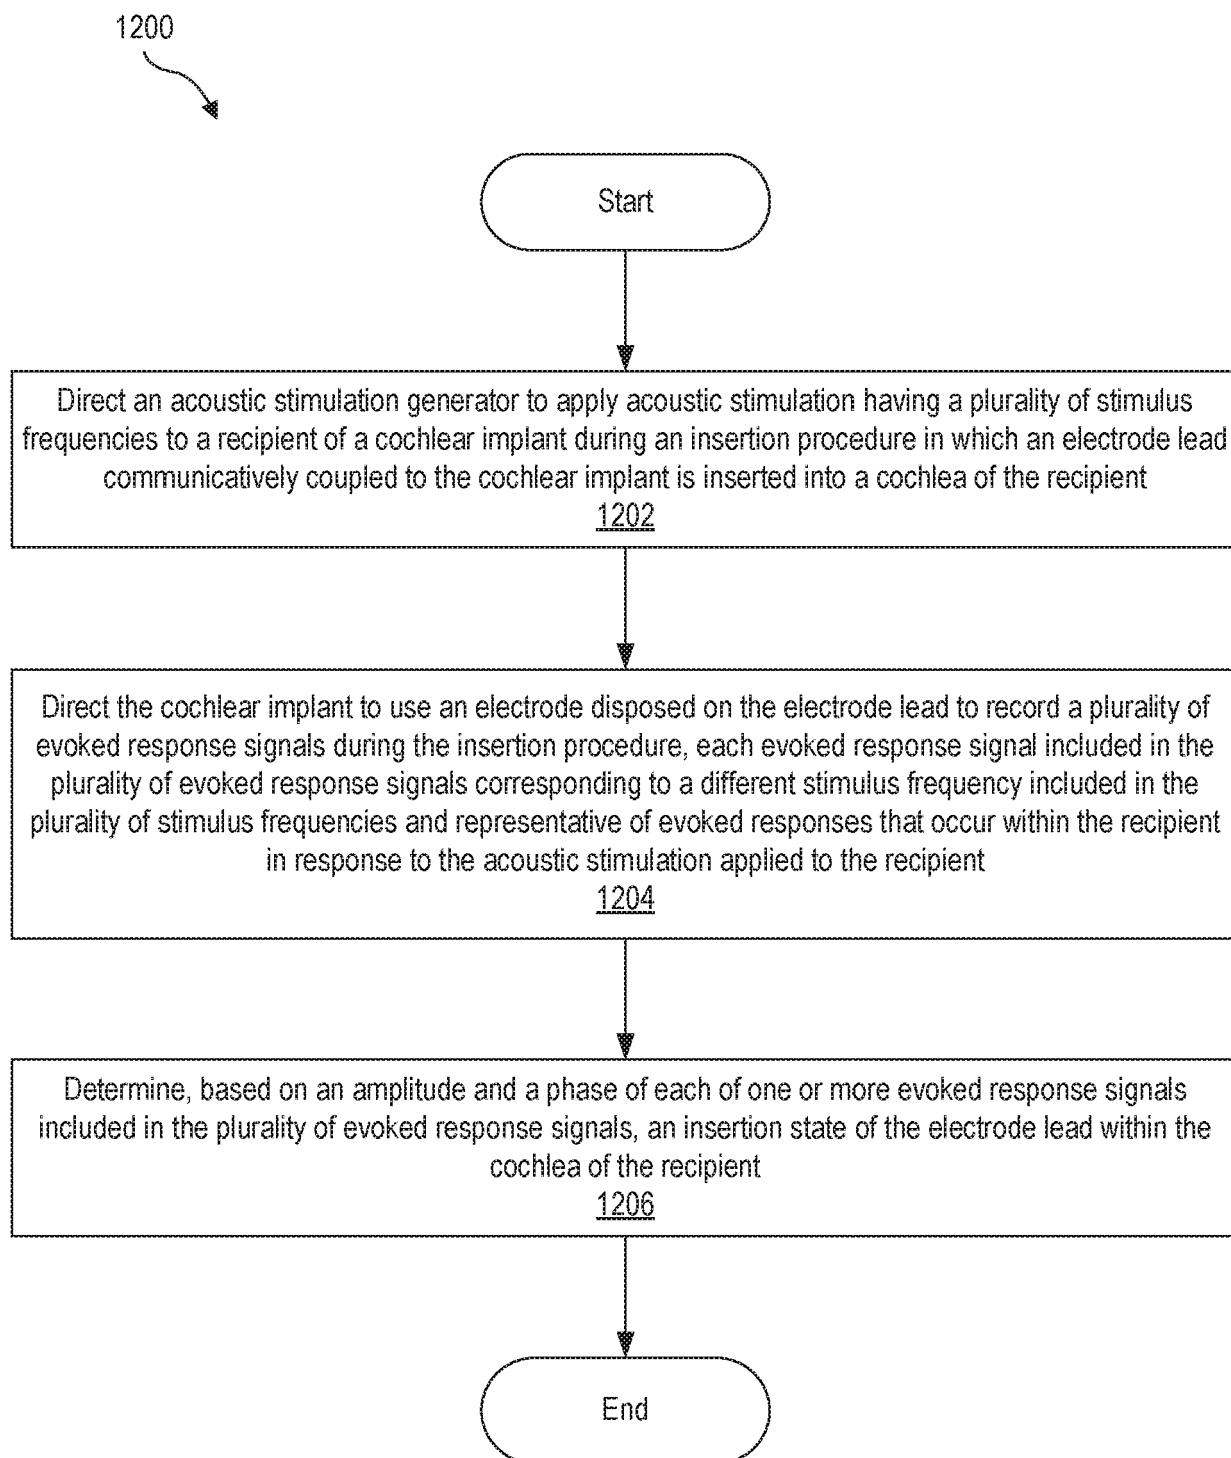 1200
Start
Direct an acoustic stimulation generator to apply acoustic stimulation having a plurality of stimulus
frequencies to a recipient of a cochlear implant during an insertion procedure in which an electrode lead
communicatively coupled to the cochlear implant is inserted into a cochlea of the recipient
1202
Direct the cochlear implant to use an electrode disposed on the electrode lead to record a plurality of
evoked response signals during the insertion procedure, each evoked response signal included in the
plurality of evoked response signals corresponding to a different stimulus frequency included in the
plurality of stimulus frequencies and representative of evoked responses that occur within the recipient
in response to the acoustic stimulation applied to the recipient
1204
Determine, based on an amplitude and a phase of each of one or more evoked response signals
included in the plurality of evoked response signals, an insertion state of the electrode lead within the
cochlea of the recipient
1206
End